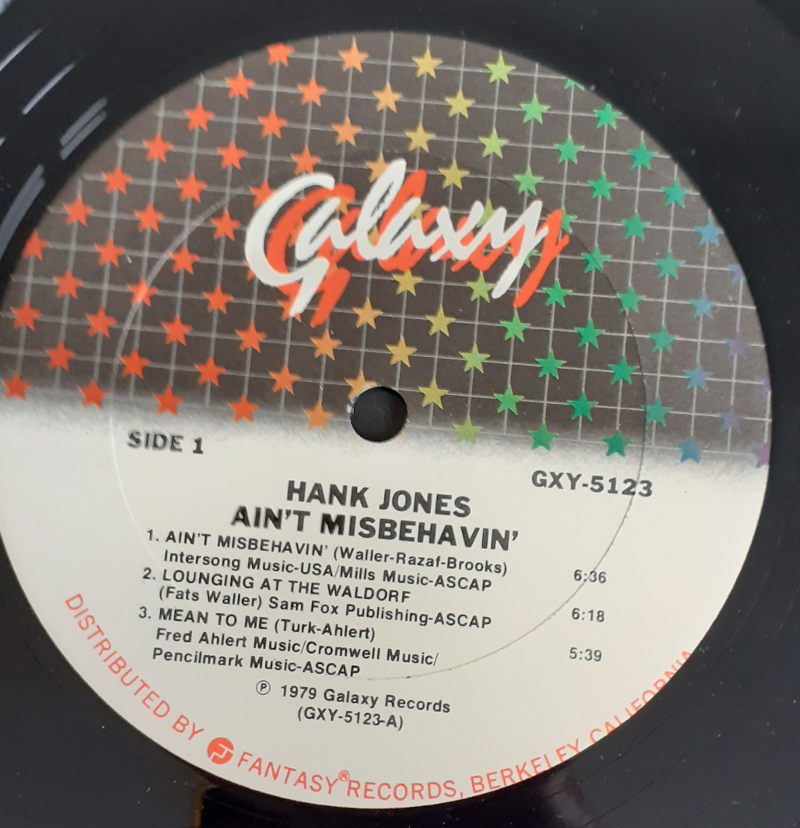 Galaxy
SIDE 1
GXY-5123
HANK JONES
AIN'T MISBEHAVIN'
1. AIN'T MISBEHAVIN' (Waller-Razaf-Brooks)
Intersong Music-USA/Mills Music-ASCAP 6:36
2. LOUNGING AT THE WALDORF
(Fats Waller) Sam Fox Publishing-ASCAP 6:18
3. MEAN TO ME (Turk-Ahlert)
Fred Ahlert Music/Cromwell Music/ 5:39
Pencilmark Music-ASCAP
℗ 1979 Galaxy Records
(GXY-5123-A)
DISTRIBUTED BY FANTASY® RECORDS, BERKELEY, CALIFORNIA